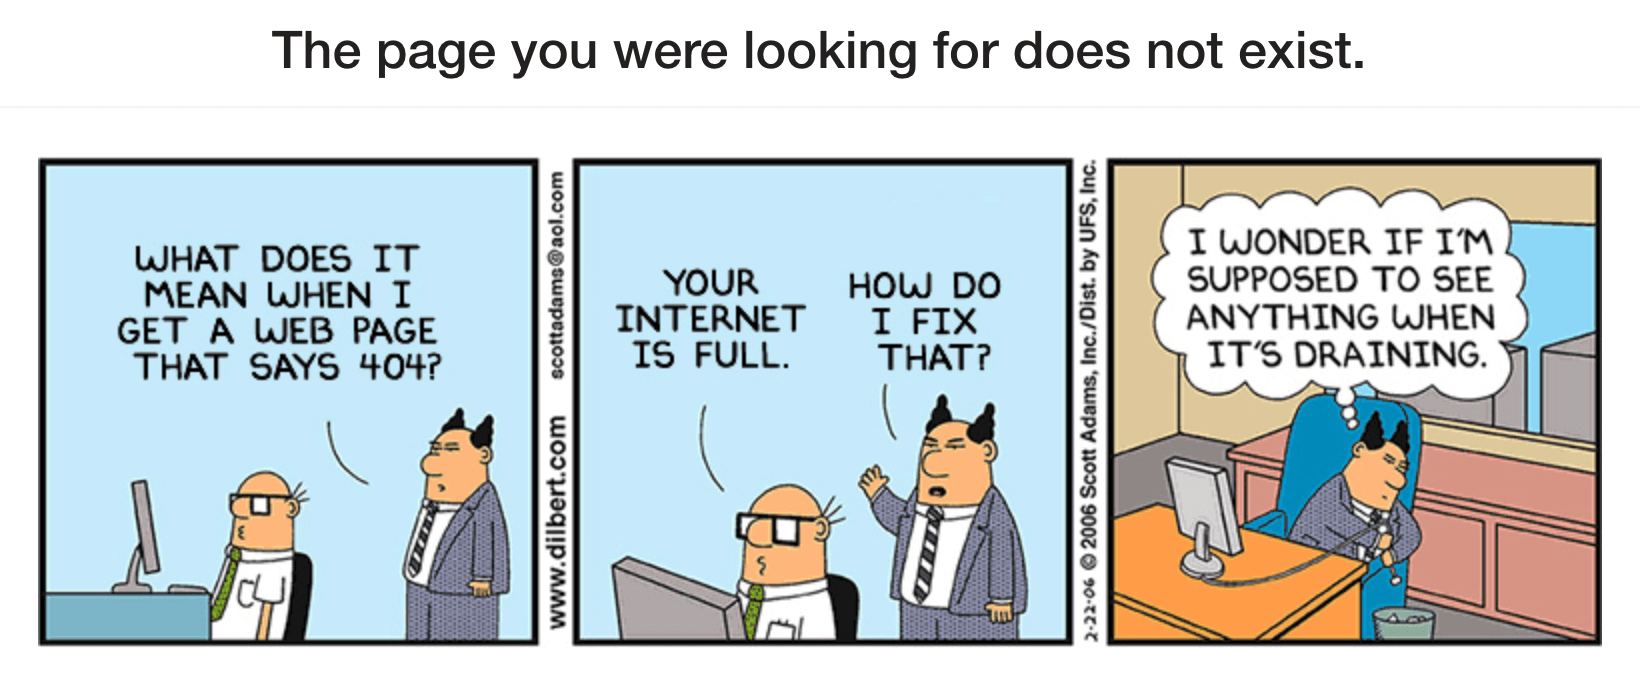 The page you were looking for does not exist.
WHAT DOES IT
MEAN WHEN I
GET A WEB PAGE
THAT SAYS 404?
www.dilbert.com scottadams@aol.com
YOUR
INTERNET
IS FULL.
HOW DO
I FIX
THAT?
2-22-06 © 2006 Scott Adams, Inc./Dist. by UFS, Inc.
I WONDER IF I'M
SUPPOSED TO SEE
ANYTHING WHEN
IT'S DRAINING.